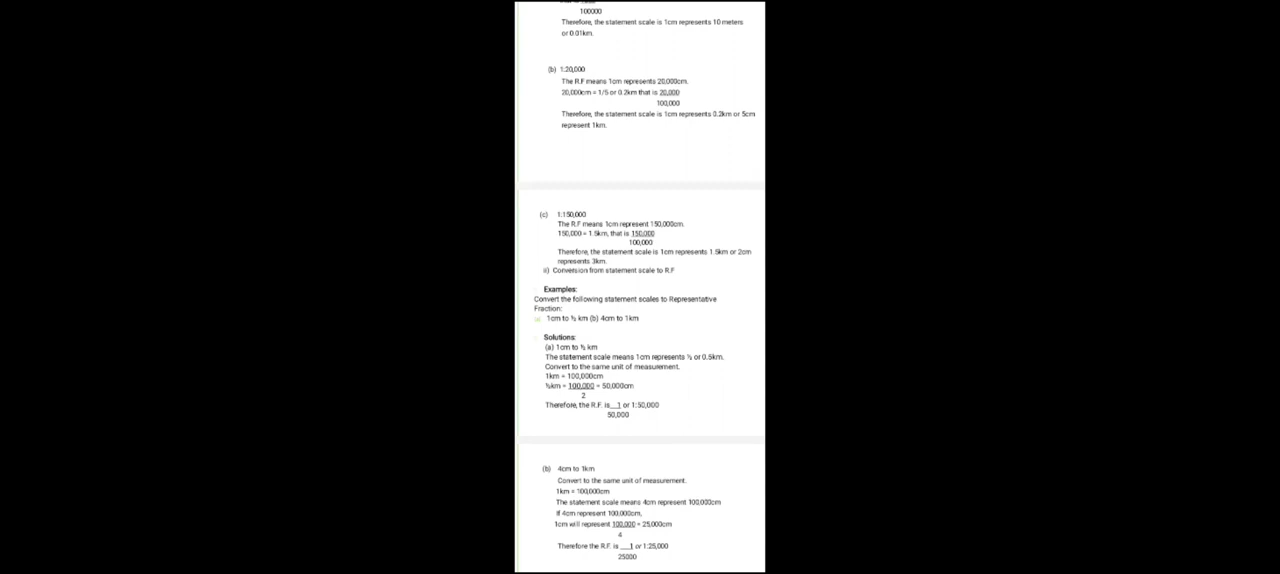 100000
Therefore, the statement scale is 1cm represents 10 meters
or 0.01km.
(b) 1:20,000
The R.F means 1cm represents 20,000cm.
20,000cm = 1/5 or 0.2km that is 20,000
100,000
Therefore, the statement scale is 1cm represents 0.2km or 5cm
represent 1km.
(c) 1:150,000
The R.F means 1cm represent 150,000cm.
150,000 = 1.5km, that is 150,000
100,000
Therefore, the statement scale is 1cm represents 1.5km or 2cm
represents 3km.
ii) Conversion from statement scale to R.F
Examples:
Convert the following statement scales to Representative
Fraction:
1cm to ½ km (b) 4cm to 1km
Solutions:
(a) 1cm to ½ km
The statement scale means 1cm represents ½ or 0.5km.
Convert to the same unit of measurement.
1km = 100,000cm
½km = 100,000 = 50,000cm
2
Therefore, the R.F. is__1 or 1:50,000
50,000
(b) 4cm to 1km
Convert to the same unit of measurement.
1km = 100,000cm
The statement scale means 4cm represent 100,000cm
If 4cm represent 100,000cm,
1cm will represent 100,000 = 25,000cm
4
Therefore the R.F. is __1 or 1:25,000
25000